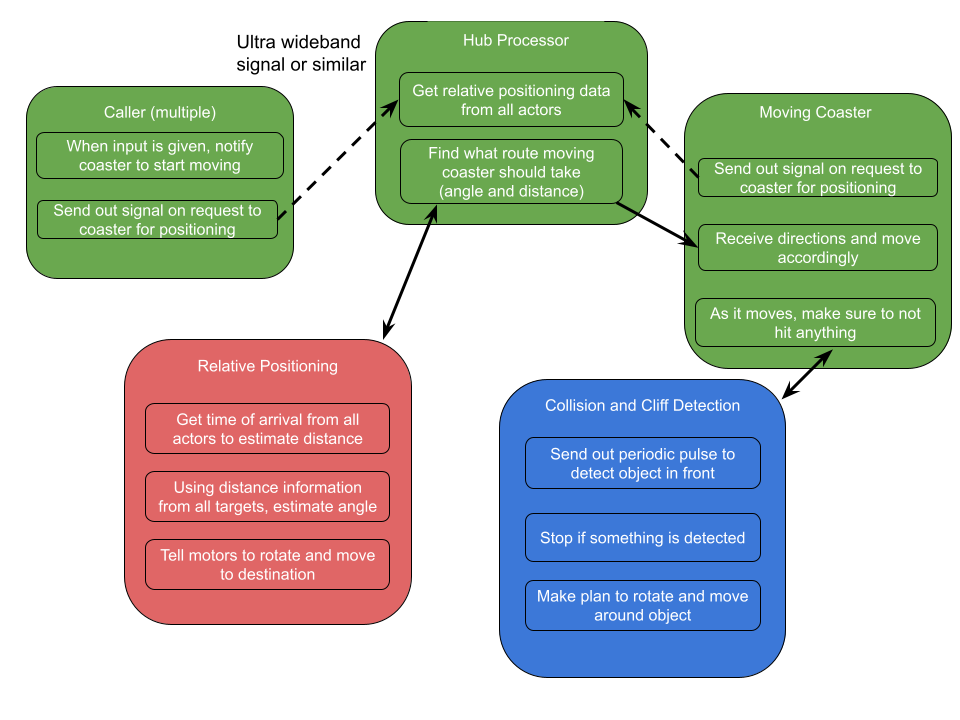 Ultra wideband
signal or similar
Hub Processor
Get relative positioning data
from all actors
Find what route moving
coaster should take
(angle and distance)
Caller (multiple)
When input is given, notify
coaster to start moving
Send out signal on request to
coaster for positioning
Moving Coaster
Send out signal on request to
coaster for positioning
Receive directions and move
accordingly
As it moves, make sure to not
hit anything
Relative Positioning
Get time of arrival from all
actors to estimate distance
Using distance information
from all targets, estimate angle
Tell motors to rotate and move
to destination
Collision and Cliff Detection
Send out periodic pulse to
detect object in front
Stop if something is detected
Make plan to rotate and move
around object